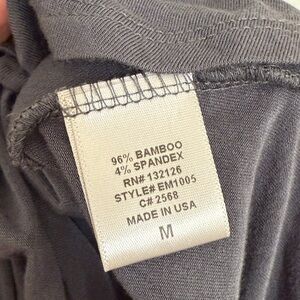 96% BAMBOO
4% SPANDEX
RN# 132126
STYLE# EM1005
C# 2568
MADE IN USA
M